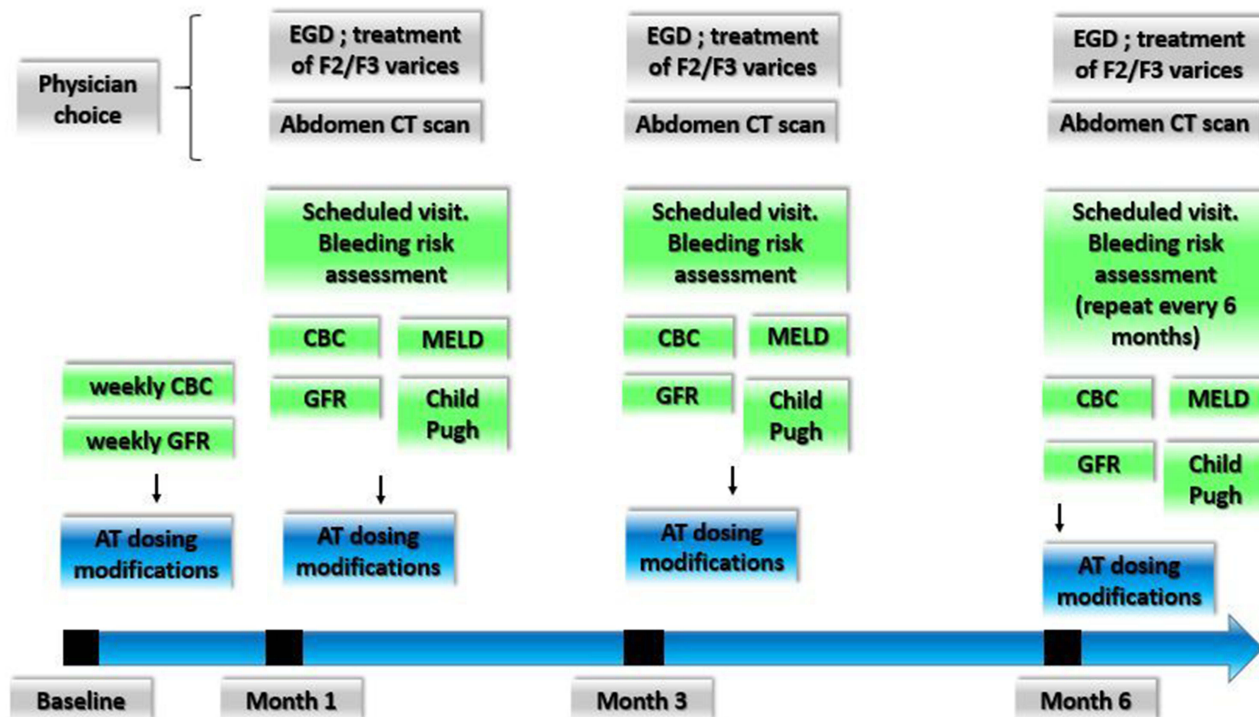 Physician
choice
EGD ; treatment
of F2/F3 varices
Abdomen CT scan
EGD ; treatment
of F2/F3 varices
Abdomen CT scan
EGD ; treatment
of F2/F3 varices
Abdomen CT scan
weekly CBC
weekly GFR
AT dosing
modifications
Scheduled visit.
Bleeding risk
assessment
CBC
MELD
GFR
Child
Pugh
AT dosing
modifications
Scheduled visit.
Bleeding risk
assessment
CBC
MELD
GFR
Child
Pugh
AT dosing
modifications
Scheduled visit.
Bleeding risk
assessment
(repeat every 6
months)
CBC
MELD
GFR
Child
Pugh
AT dosing
modifications
Baseline
Month 1
Month 3
Month 6